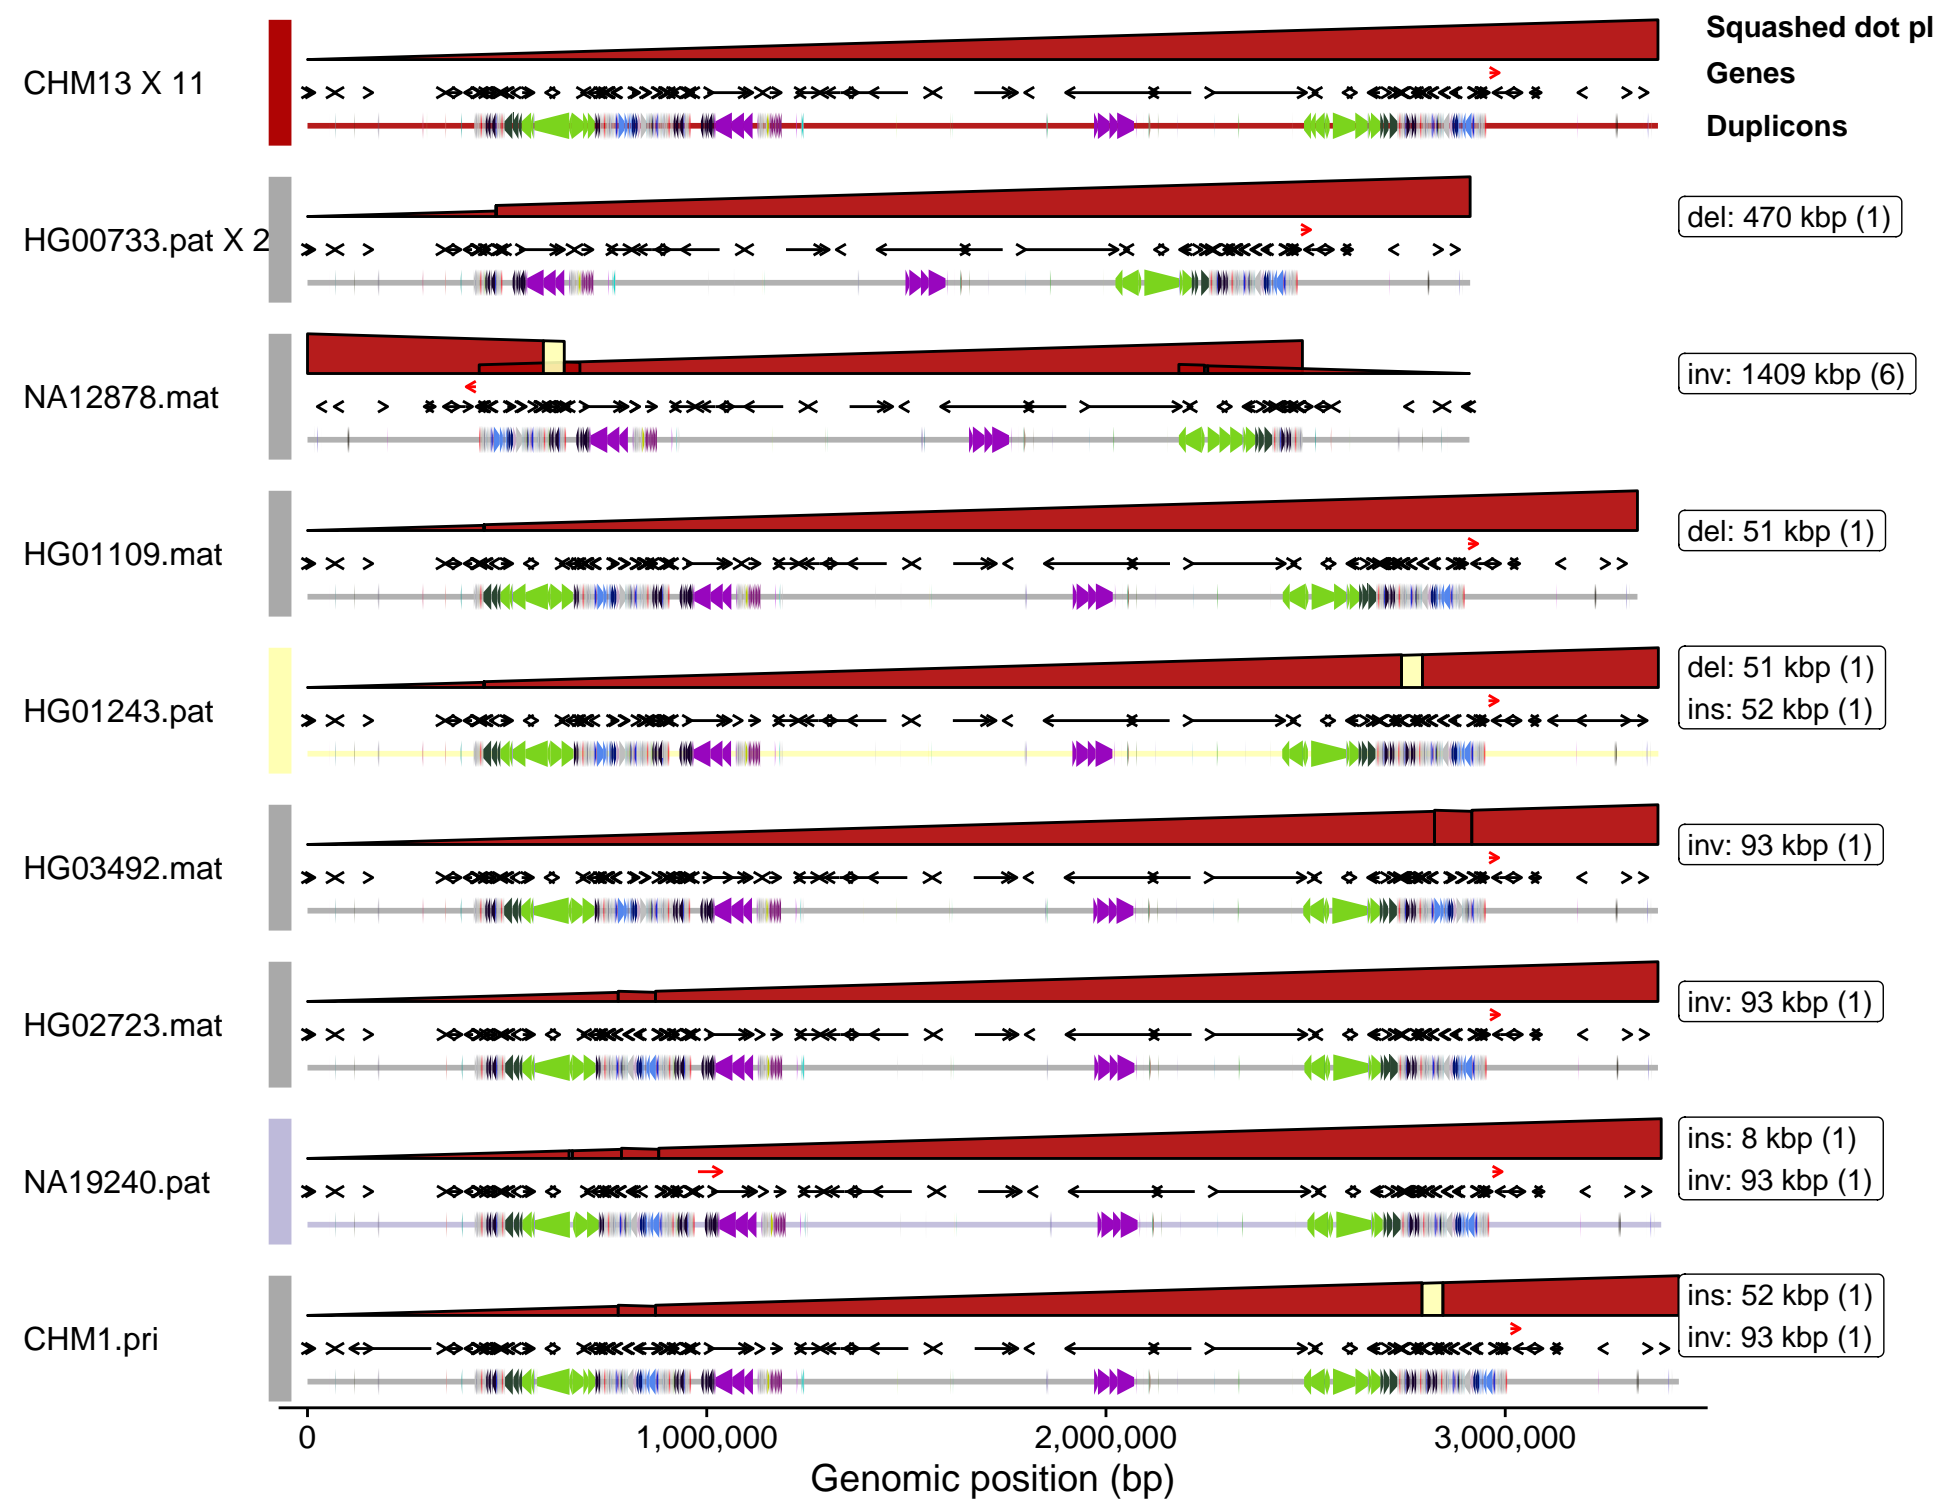 Squashed dot pl
CHM13 X 11
Genes
Duplicons
HG00733.pat X 2
del: 470 kbp (1)
NA12878.mat
inv: 1409 kbp (6)
HG01109.mat
del: 51 kbp (1)
HG01243.pat
del: 51 kbp (1)
ins: 52 kbp (1)
HG03492.mat
inv: 93 kbp (1)
HG02723.mat
inv: 93 kbp (1)
NA19240.pat
ins: 8 kbp (1)
inv: 93 kbp (1)
CHM1.pri
ins: 52 kbp (1)
inv: 93 kbp (1)
0 1,000,000 2,000,000 3,000,000
Genomic position (bp)